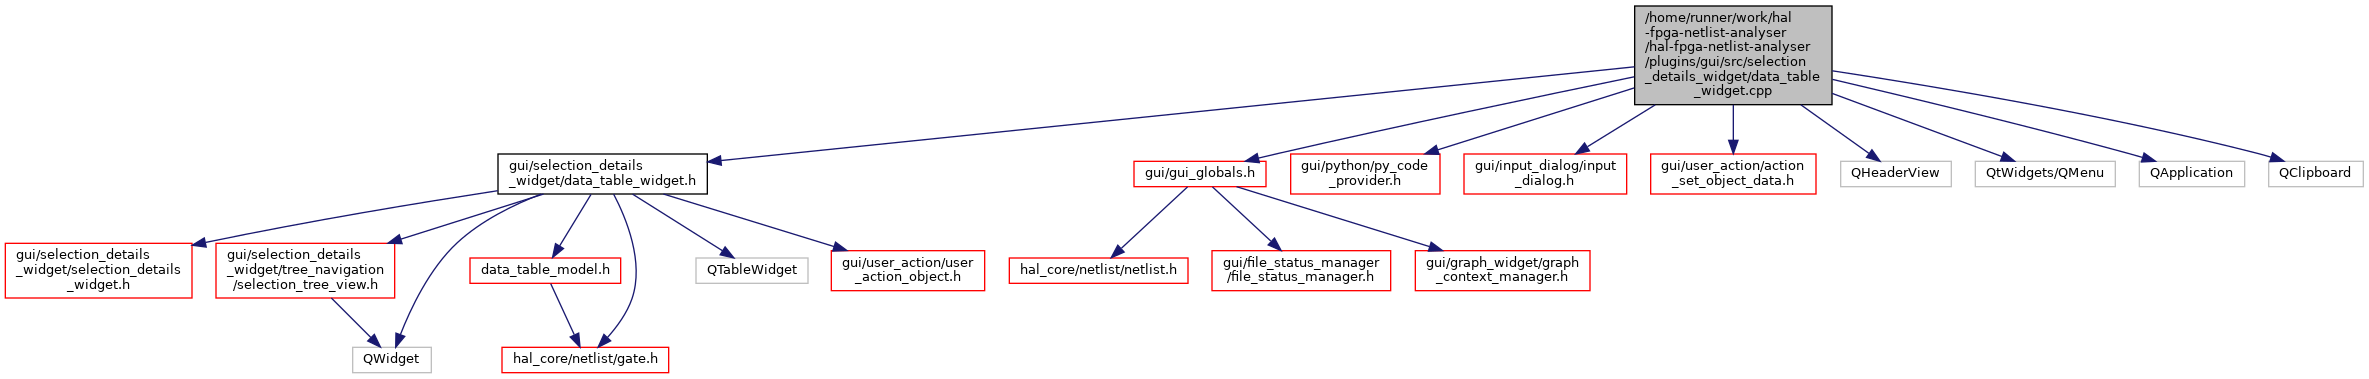 /home/runner/work/hal
-fpga-netlist-analyser
/hal-fpga-netlist-analyser
/plugins/gui/src/selection
_details_widget/data_table
_widget.cpp
gui/selection_details
_widget/data_table_widget.h
gui/gui_globals.h
gui/python/py_code
_provider.h
gui/input_dialog/input
_dialog.h
gui/user_action/action
_set_object_data.h
QHeaderView
QtWidgets/QMenu
QApplication
QClipboard
gui/selection_details
_widget/selection_details
_widget.h
gui/selection_details
_widget/tree_navigation
/selection_tree_view.h
data_table_model.h
QTableWidget
gui/user_action/user
_action_object.h
hal_core/netlist/netlist.h
gui/file_status_manager
/file_status_manager.h
gui/graph_widget/graph
_context_manager.h
QWidget
hal_core/netlist/gate.h